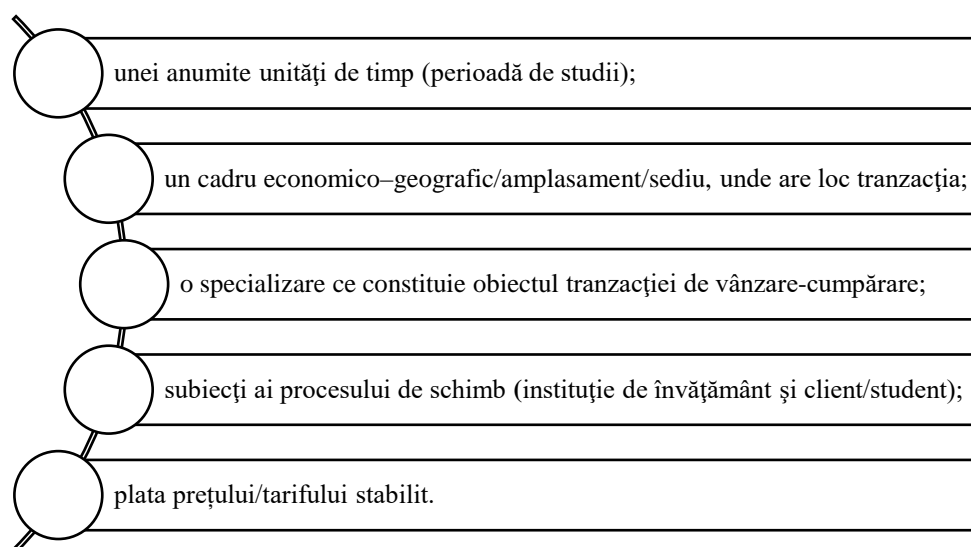 unei anumite unităţi de timp (perioadă de studii);
un cadru economico–geografic/amplasament/sediu, unde are loc tranzacţia;
o specializare ce constituie obiectul tranzacţiei de vânzare-cumpărare;
subiecţi ai procesului de schimb (instituţie de învăţământ şi client/student);
plata prețului/tarifului stabilit.